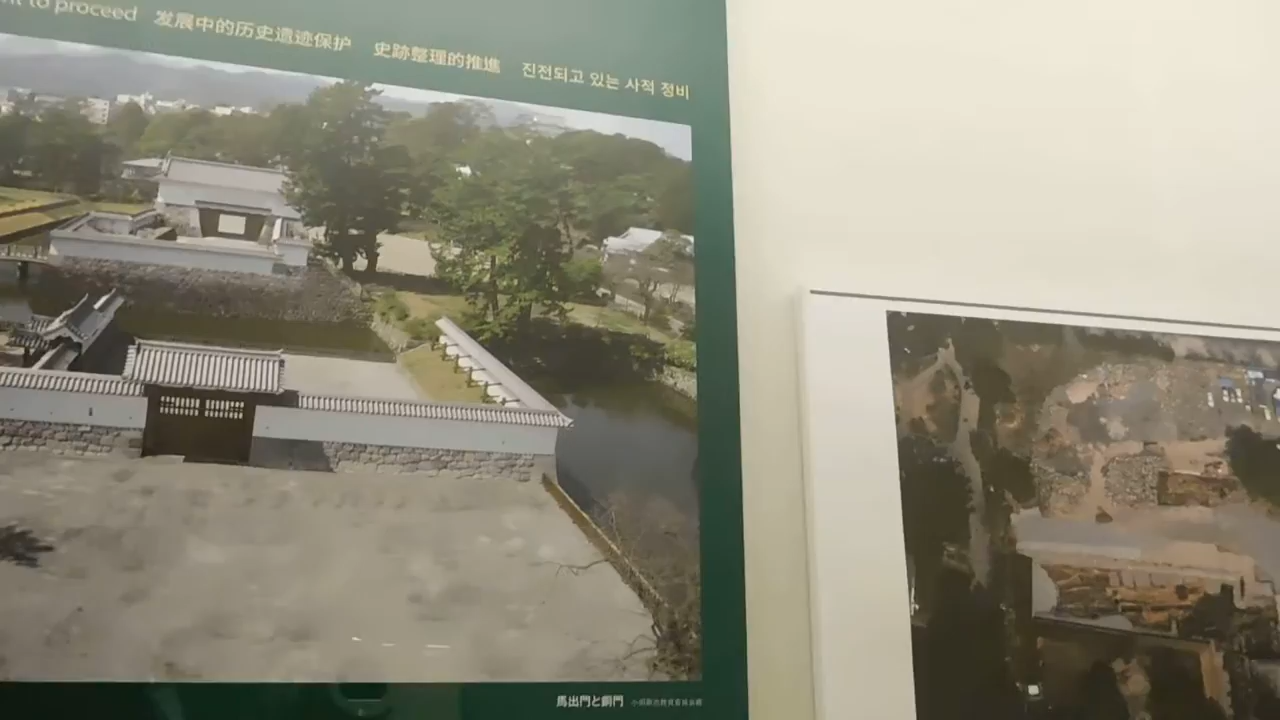 to proceed 发展中的历史遗迹保护 史跡整理的推進 진전되고 있는 사적 정비
馬出門と銅門